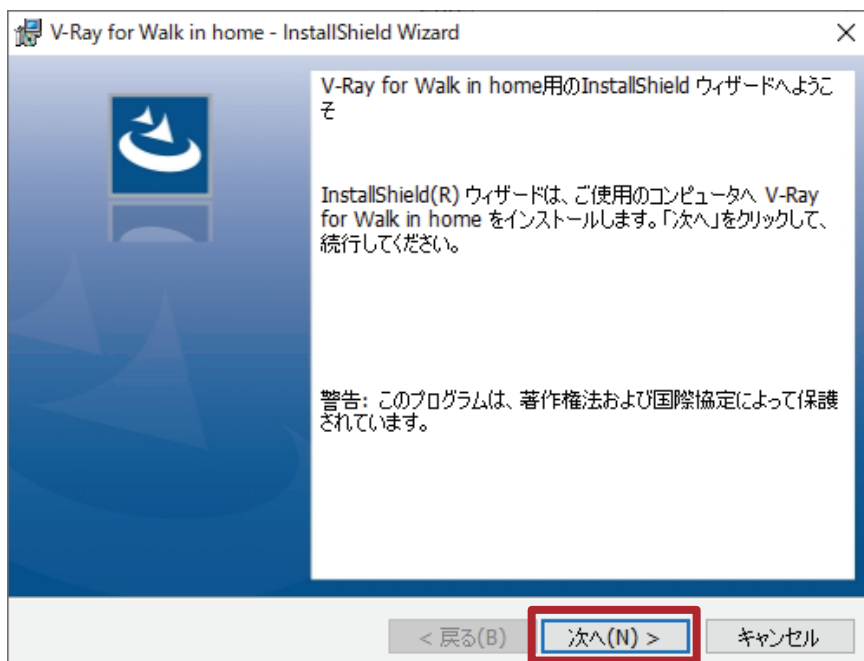 V-Ray for Walk in home - InstallShield Wizard
V-Ray for Walk in home用のInstallShield ウィザードへようこ
そ
InstallShield(R) ウィザードは、ご使用のコンピュータへ V-Ray
for Walk in home をインストールします。「次へ」をクリックして、
続行してください。
警告: このプログラムは、著作権法および国際協定によって保護
されています。
< 戻る(B)
次へ(N) >
キャンセル